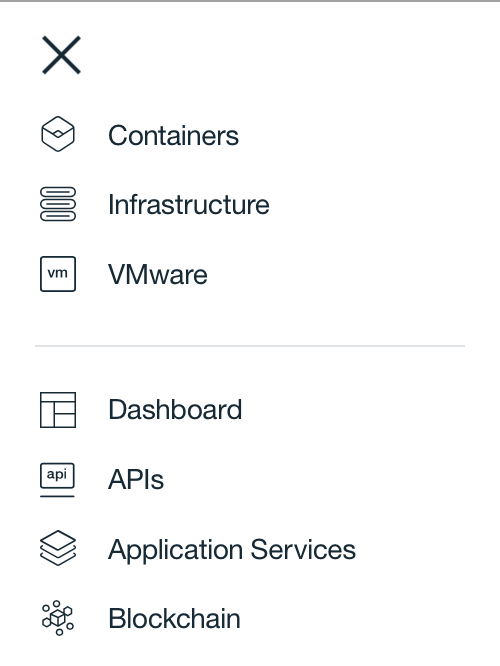 Containers
Infrastructure
vm VMware
Dashboard
api APIs
Application Services
Blockchain